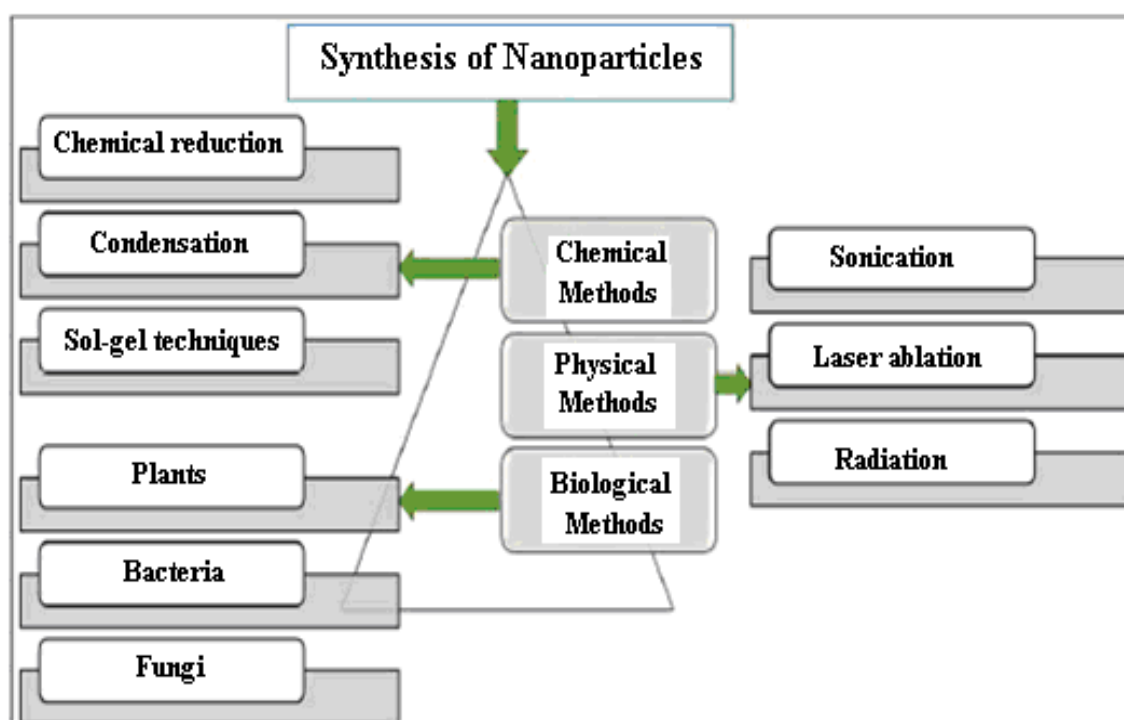 Synthesis of Nanoparticles
Chemical reduction
Condensation
Sol-gel techniques
Chemical
Methods
Physical
Methods
Biological
Methods
Sonication
Laser ablation
Radiation
Plants
Bacteria
Fungi